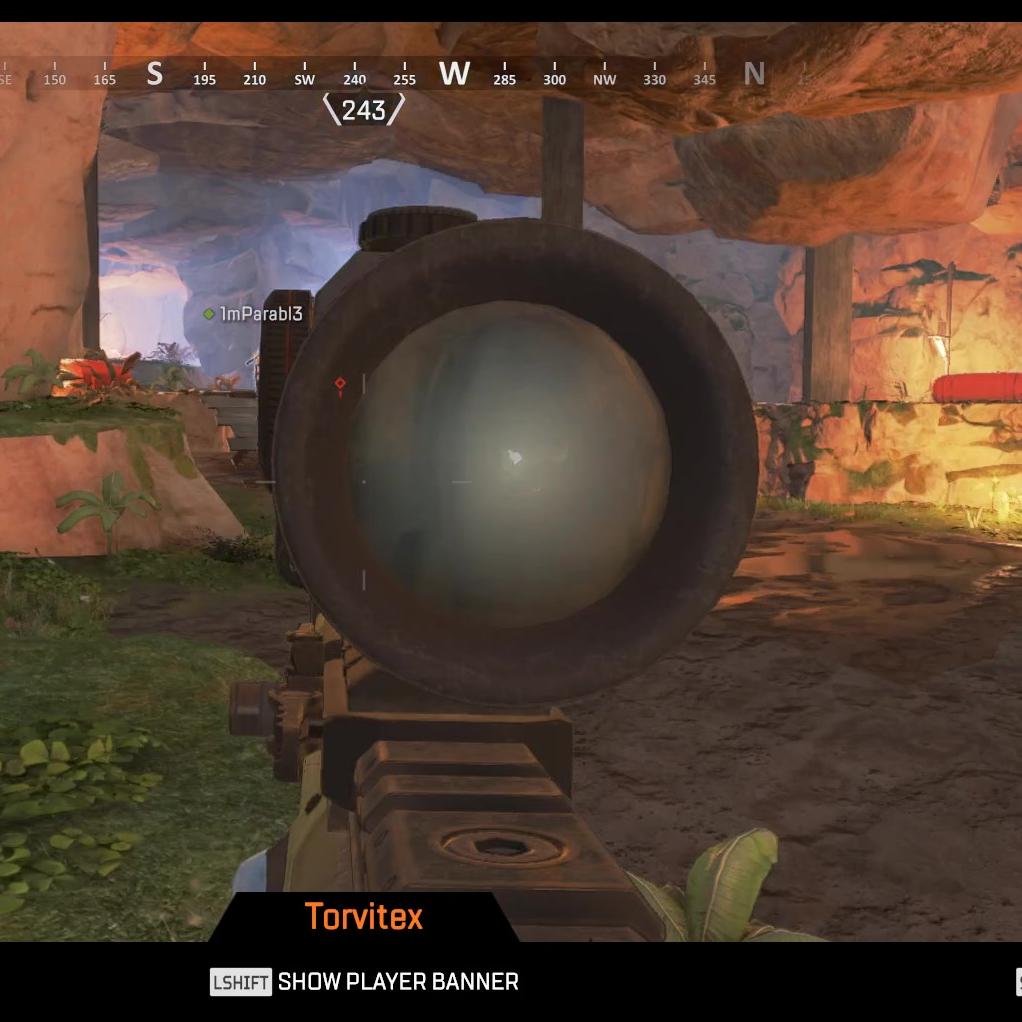 SE 150 165 S 195 210 SW 240 255 W 285 300 NW 330 345 N
243
1mParabl3
Torvitex
LSHIFT SHOW PLAYER BANNER